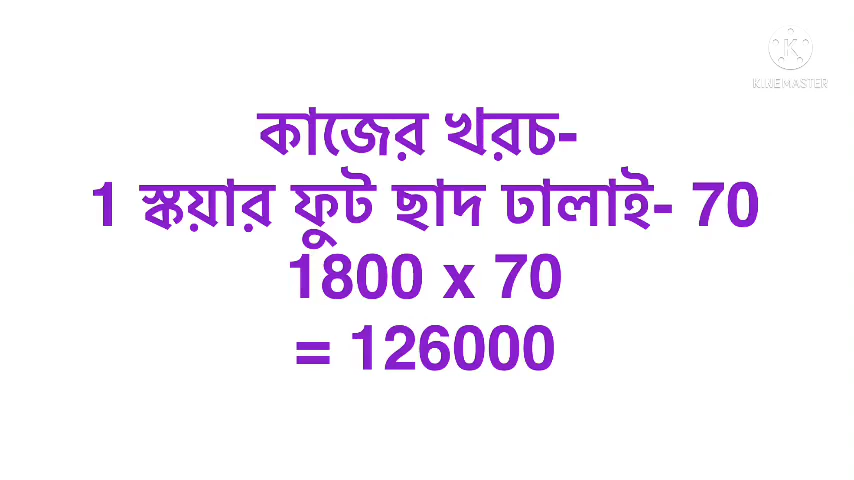 K
KINEMASTER
কাজের খরচ-
1 স্কয়ার ফুট ছাদ ঢালাই- 70
1800 x 70
= 126000